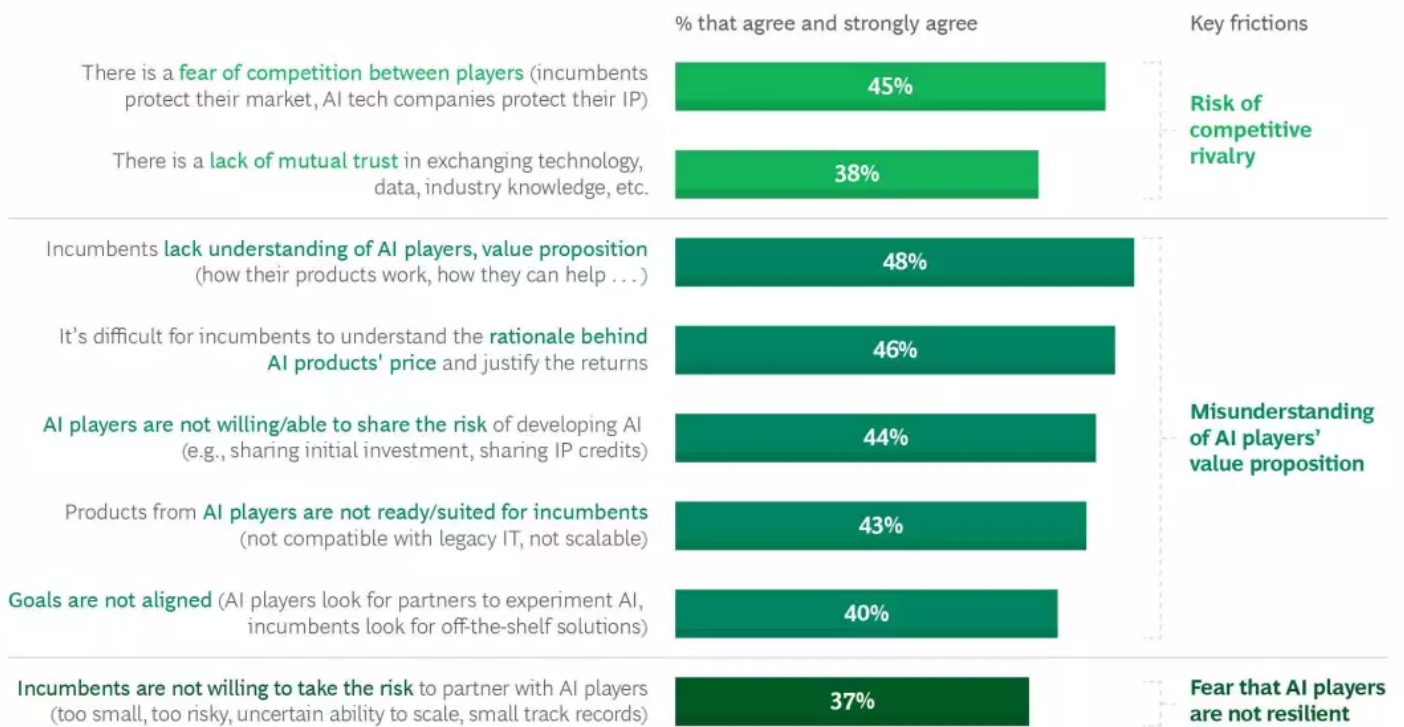 % that agree and strongly agree
Key frictions
There is a fear of competition between players (incumbents
protect their market, AI tech companies protect their IP)
45%
There is a lack of mutual trust in exchanging technology,
data, industry knowledge, etc.
38%
Risk of
competitive
rivalry
Incumbents lack understanding of AI players, value proposition
(how their products work, how they can help . . . )
48%
It's difficult for incumbents to understand the rationale behind
AI products' price and justify the returns
46%
AI players are not willing/able to share the risk of developing AI
(e.g., sharing initial investment, sharing IP credits)
44%
Products from AI players are not ready/suited for incumbents
(not compatible with legacy IT, not scalable)
43%
Goals are not aligned (AI players look for partners to experiment AI,
incumbents look for off-the-shelf solutions)
40%
Misunderstanding
of AI players'
value proposition
Incumbents are not willing to take the risk to partner with AI players
(too small, too risky, uncertain ability to scale, small track records)
37%
Fear that AI players
are not resilient